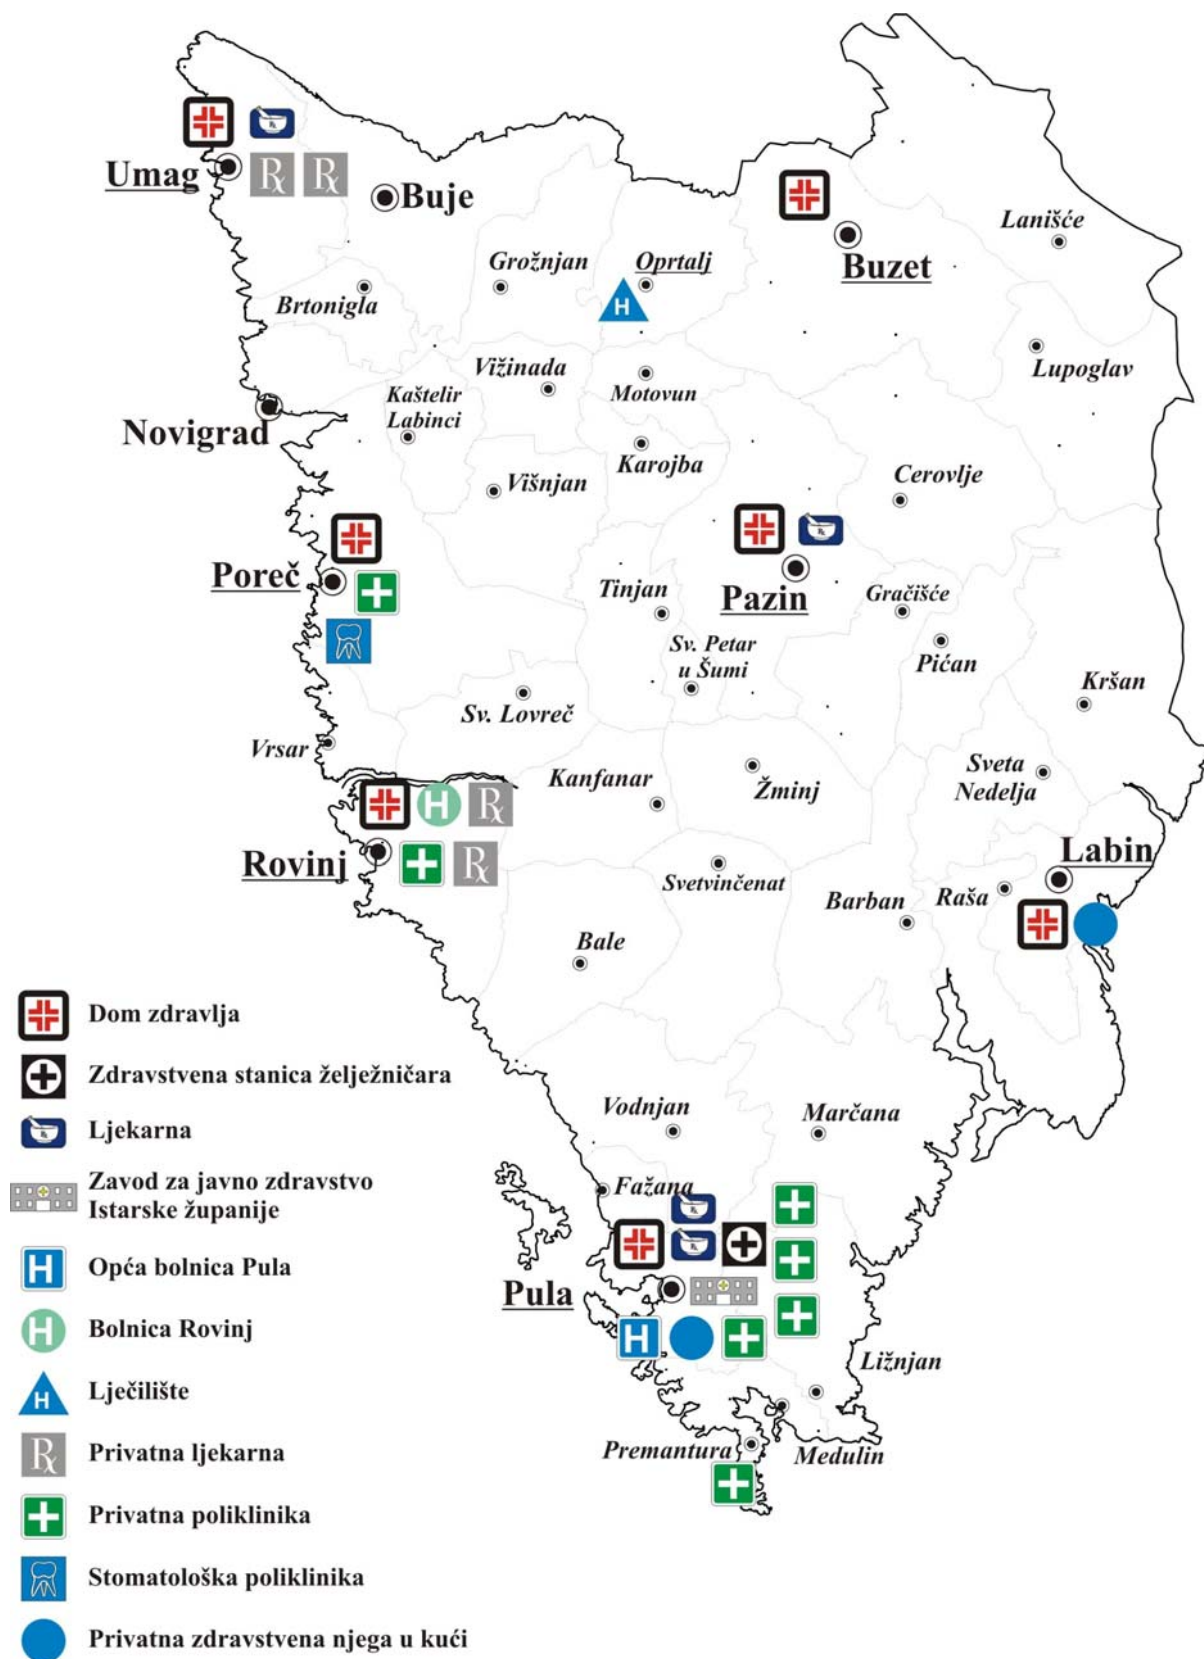 Umag
Buje
Buzet
Lanišće
Grožnjan
Oprtalj
Brtonigla
H
Vižinada
Lupoglav
Kaštelir
Labinci
Motovun
Novigrad
Karojba
Višnjan
Cerovlje
Poreč
Tinjan
Pazin
Gračišće
Sv. Petar
u Šumi
Pićan
Kršan
Sv. Lovreč
Vrsar
Kanfanar
Žminj
Sveta
Nedelja
H
Rovinj
Labin
Svetvinčenat
Barban
Raša
Bale
Dom zdravlja
Zdravstvena stanica želježničara
Vodnjan
Marčana
Ljekarna
Fažana
Zavod za javno zdravstvo
Istarske županije
Pula
H Opća bolnica Pula
H
H Bolnica Rovinj
Ližnjan
H Lječilište
Premantura
Medulin
Rx Privatna ljekarna
Privatna poliklinika
Stomatološka poliklinika
Privatna zdravstvena njega u kući